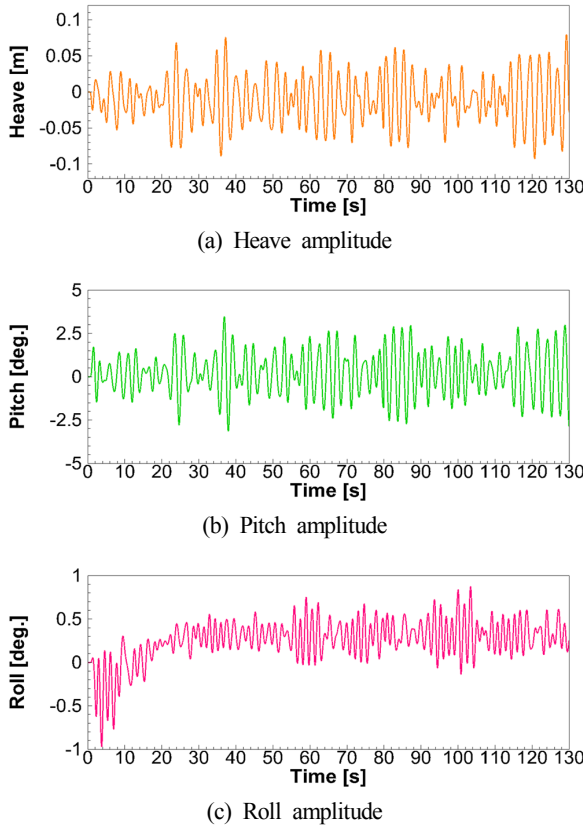 Heave [m]
0.1
0.05
0
-0.05
-0.1
0 10 20 30 40 50 60 70 80 90 100 110 120 130
Time [s]
(a) Heave amplitude
Pitch [deg.]
5
2.5
0
-2.5
-5
0 10 20 30 40 50 60 70 80 90 100 110 120 130
Time [s]
(b) Pitch amplitude
Roll [deg.]
1
0.5
0
-0.5
-1
0 10 20 30 40 50 60 70 80 90 100 110 120 130
Time [s]
(c) Roll amplitude